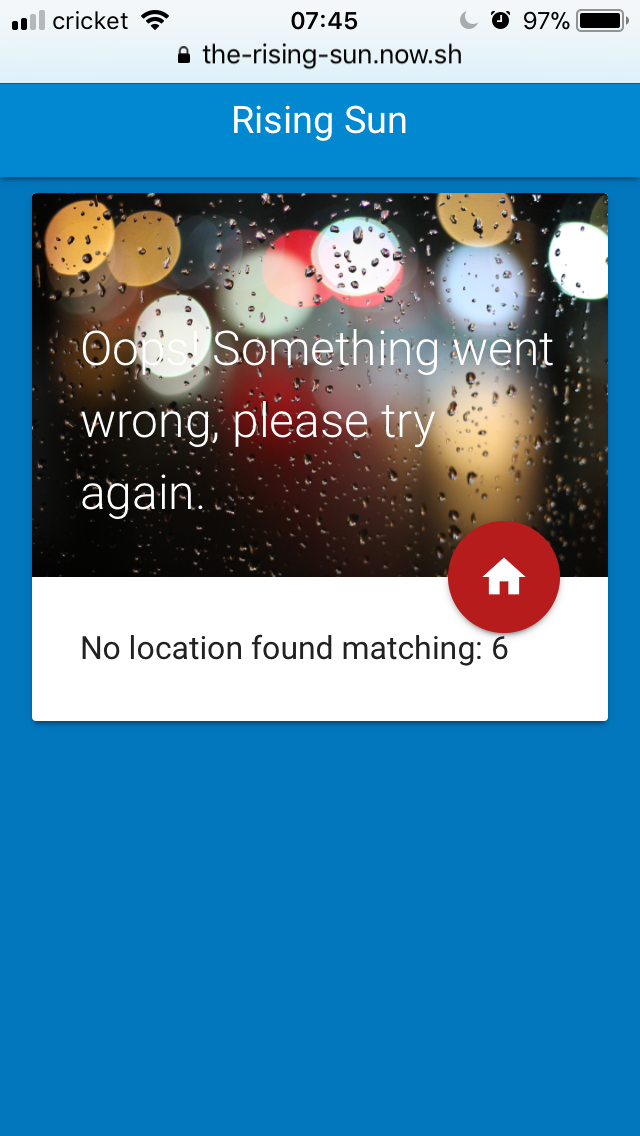 cricket 07:45 97%
the-rising-sun.now.sh
Rising Sun
Oops! Something went
wrong, please try
again.
No location found matching: 6